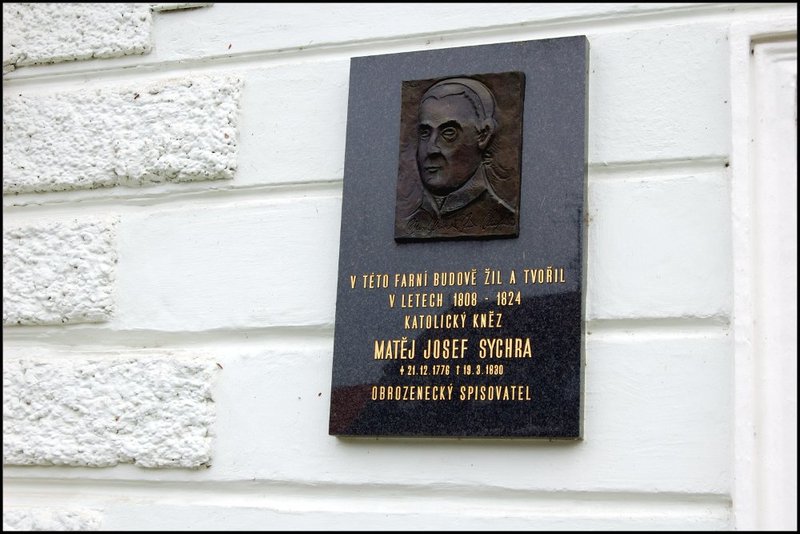 V TÉTO FARNÍ BUDOVĚ ŽIL A TVOŘIL
V LETECH 1808 - 1824
KATOLICKÝ KNĚZ
MATĚJ JOSEF SYCHRA
+ 21.12.1776 † 19.3.1830
OBROZENECKÝ SPISOVATEL